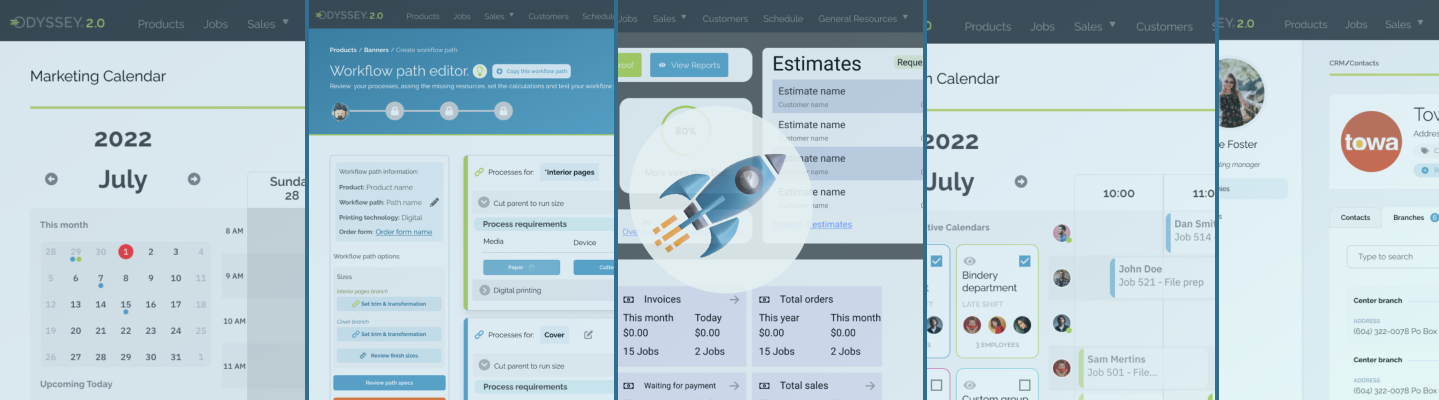 ODYSSEY. 2.0
Products Jobs Sales
Marketing Calendar
2022
July
Sunda
28
This month
28 29 30 1 2 3 4
5 6 7 8 9 10 11
12 13 14 15 16 17 18
19 20 21 22 23 24 25
26 27 28 29 30 31 1
Upcoming Today
8 AM
9 AM
10 AM
11 AM
ODYSSEY. 2.0
Products Jobs Sales Customers Schedul
Products / Banners / Create workflow path
Workflow path editor.
Copy this workflow path
Review your processes, assing the missing resources, set the calculations and test your workflow
Workflow path information:
Product: Product name
Workflow path: Path name
Printing technology: Digital
Order form: Order form name
Workflow path options:
Sizes
Interior pages branch
Set trim & transformation
Cover branch
Set trim & transformation
Review finish sizes.
Review path specs
Processes for: *Interior pages
Cut parent to run size
Process requirements
Media Device
Paper
Cutte
Digital printing
Processes for: Cover
Cut parent to run size
Process requirements
Jobs Sales Customers Schedule General Resources
roof
View Reports
80%
Estimates
Reque
Estimate name
Customer name
Estimate name
Customer name
name
name
name
estimates
Invoices
This month Today
$0.00 $0.00
15 Jobs 2 Jobs
Total orders
This year This month
$0.00 $0.00
15 Jobs 2 Jobs
Waiting for payment
Total sales
0
Products Jobs Sales Customers S
n Calendar
2022
July
10:00 11:0
tive Calendars
Bindery
department
LATE SHIFT
3 EMPLOYEES
Custom group
Dan Smit
Job 514
John Doe
Job 521 - File prep
Sam Mertins
Job 501 - File...
EY. 2.0
Products Jobs Sales
e Foster
ting manager
CRM/Contacts
towa
Tov
Addres
Contacts Branches
Type to search
Center branch
ADDRESS
(604) 322-0078 Po Box
Center branch
ADDRESS
(604) 322-0078 Po Box